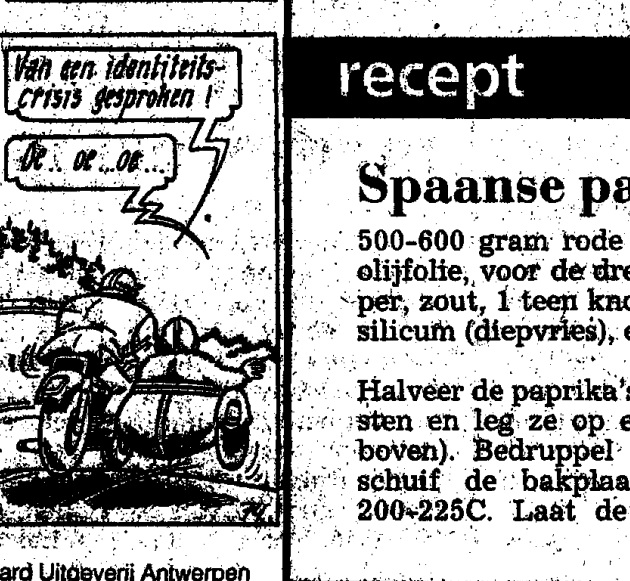 Van een identiteits-
crisis gesproken !
Oe.. oe...oe...
74
ard Uitgeverij Antwerpen
recept
Spaanse pa
500-600 gram rode
olijfolie, voor de dre
per, zout, 1 teen kno
silicum (diepvries), e
Halveer de paprika's
sten en leg ze op e
boven). Bedruppel
schuif de bakplaa
200-225C. Laat de